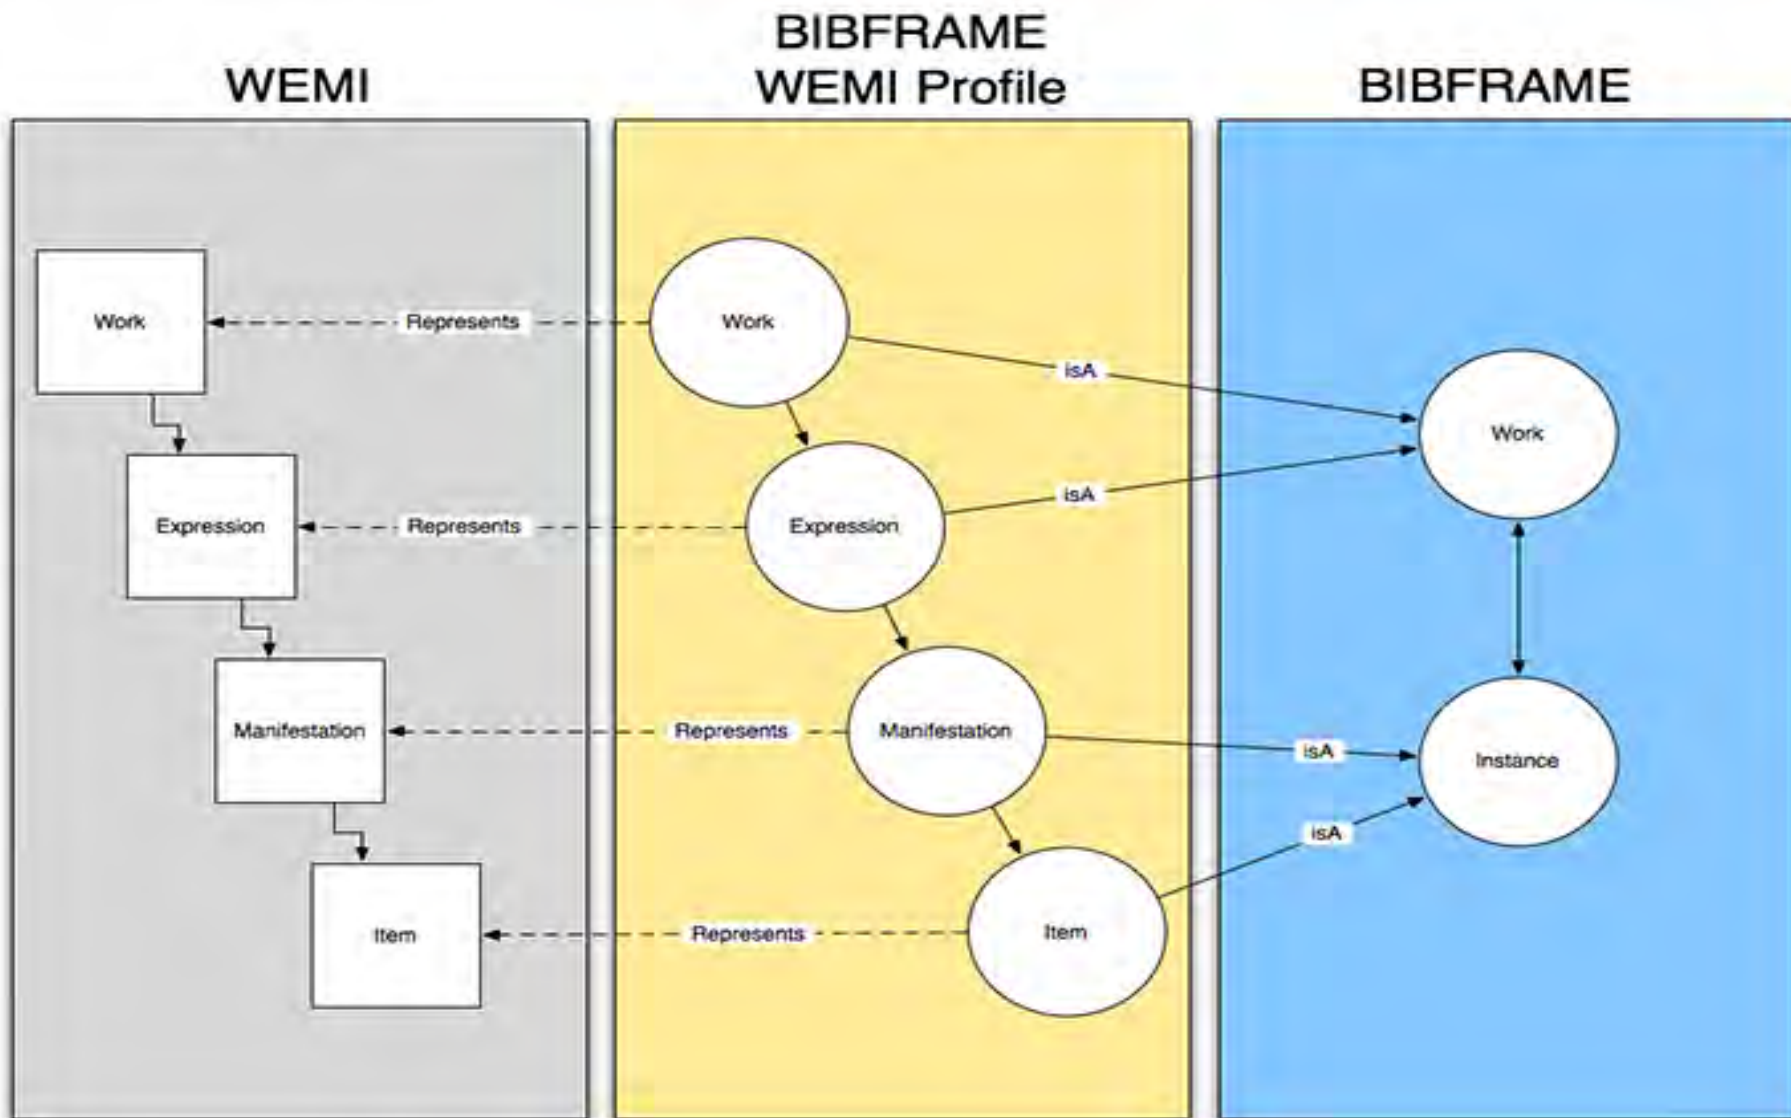 WEMI
BIBFRAME
WEMI Profile
BIBFRAME
Work
Represents
Work
isA
Work
Expression
Represents
Expression
isA
Manifestation
Represents
Manifestation
isA
Instance
isA
Item
Represents
Item